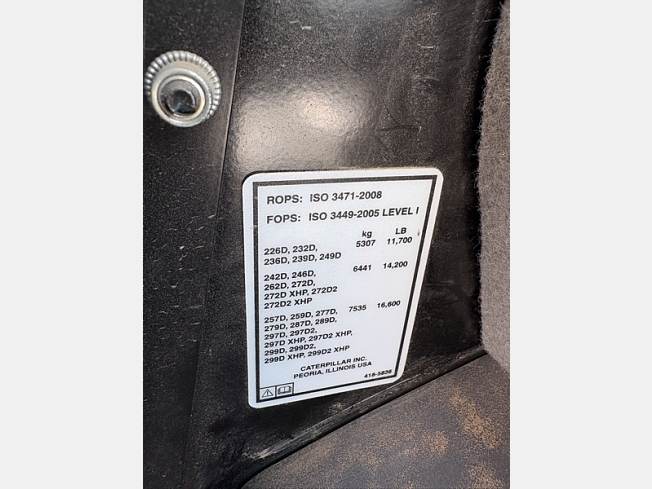 ROPS: ISO 3471-2008
FOPS: ISO 3449-2005 LEVEL I
kg LB
226D, 232D, 5307 11,700
236D, 239D, 249D
242D, 246D, 6441 14,200
262D, 272D,
272D XHP, 272D2
272D2 XHP
257D, 259D, 277D, 7535 16,600
279D, 287D, 289D,
297D, 297D2,
297D XHP, 297D2 XHP,
299D, 299D2,
299D XHP, 299D2 XHP
CATERPILLAR INC.
PEORIA, ILLINOIS USA
416-5836